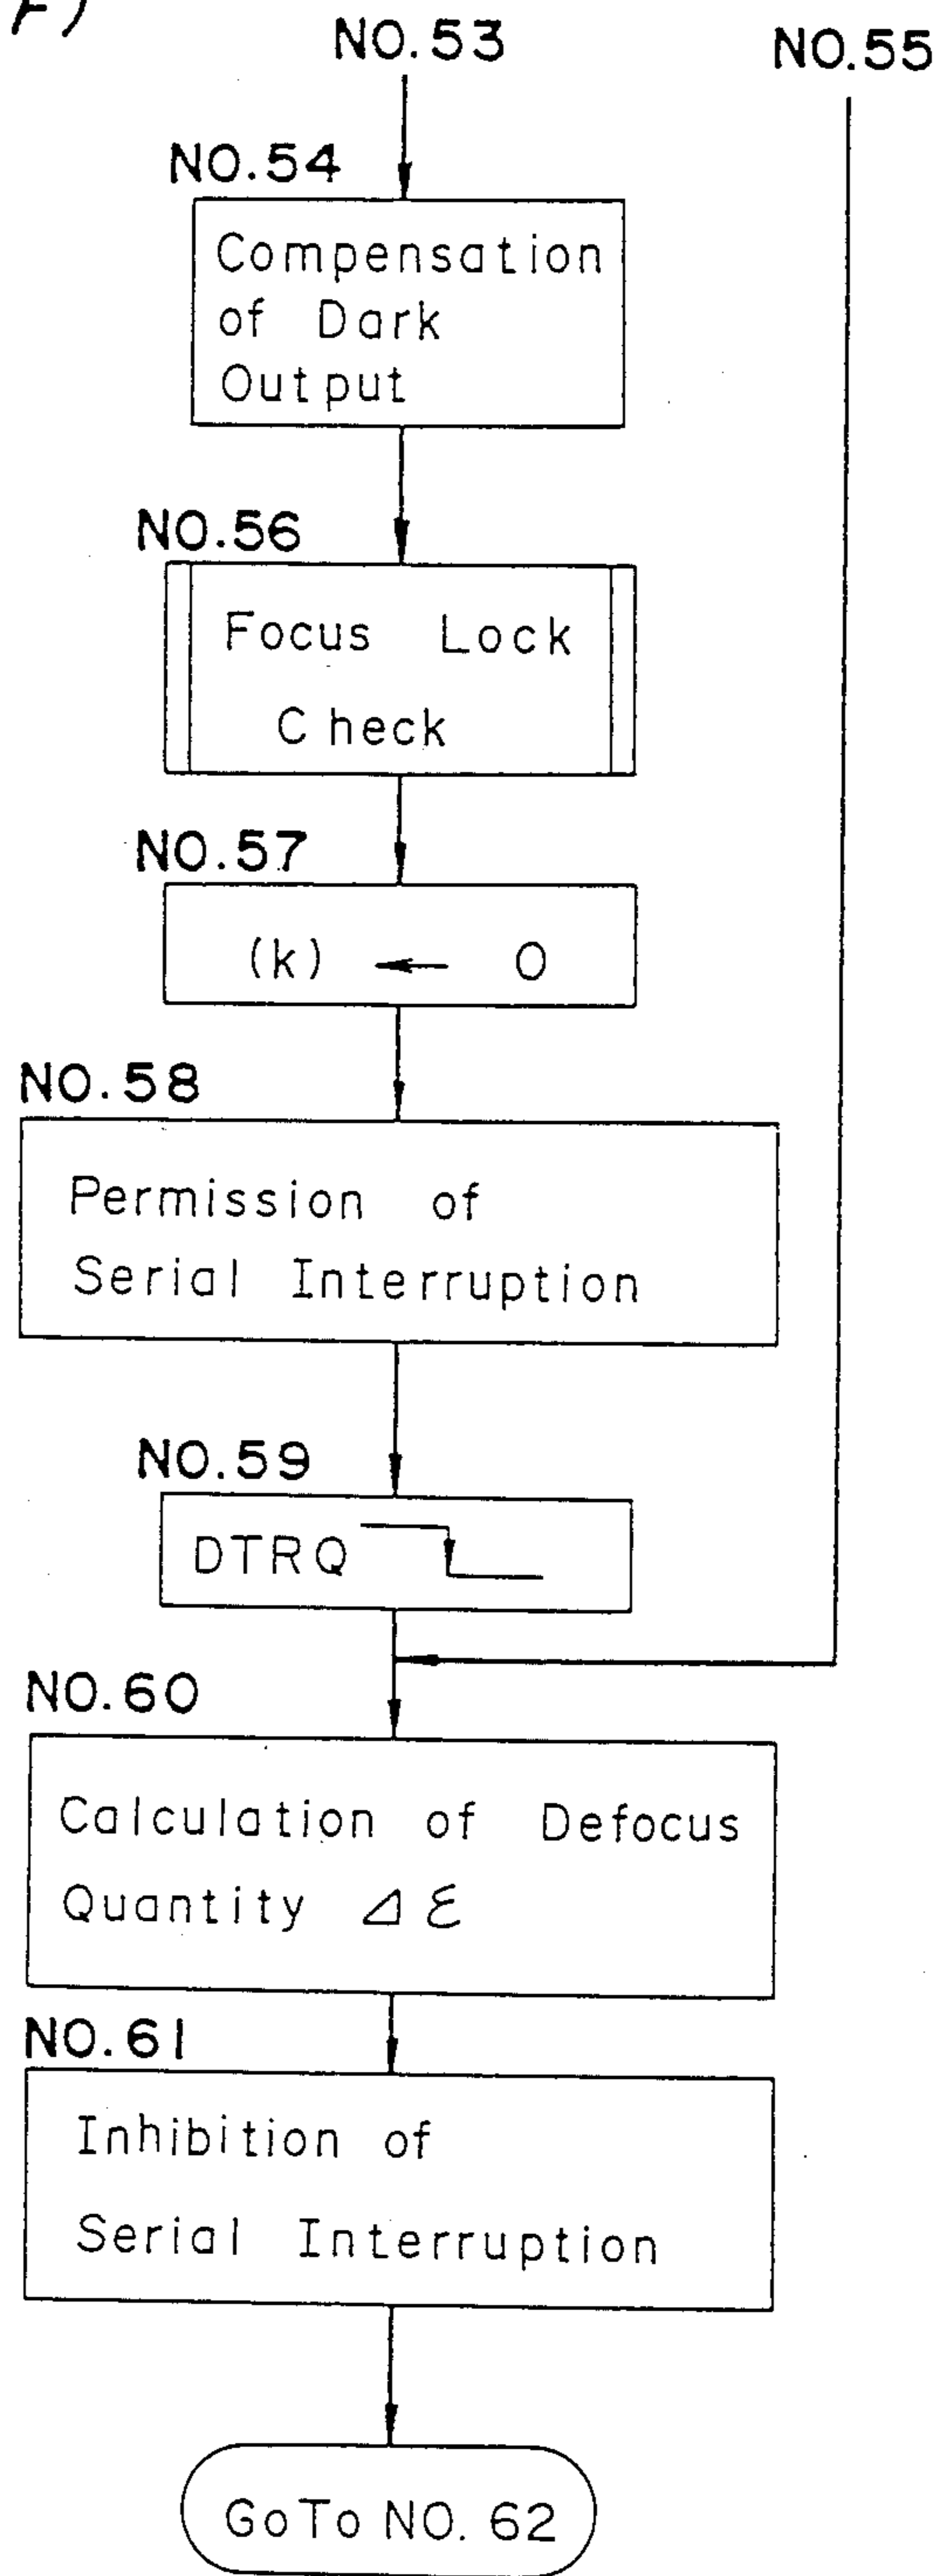 F)
NO.53
NO.55
NO.54
Compensation
of Dark
Output
NO.56
Focus Lock
Check
NO.57
(k) ← 0
NO.58
Permission of
Serial Interruption
NO.59
DTRQ
NO.60
Calculation of Defocus
Quantity Δ ε
NO.61
Inhibition of
Serial Interruption
GoTo NO. 62